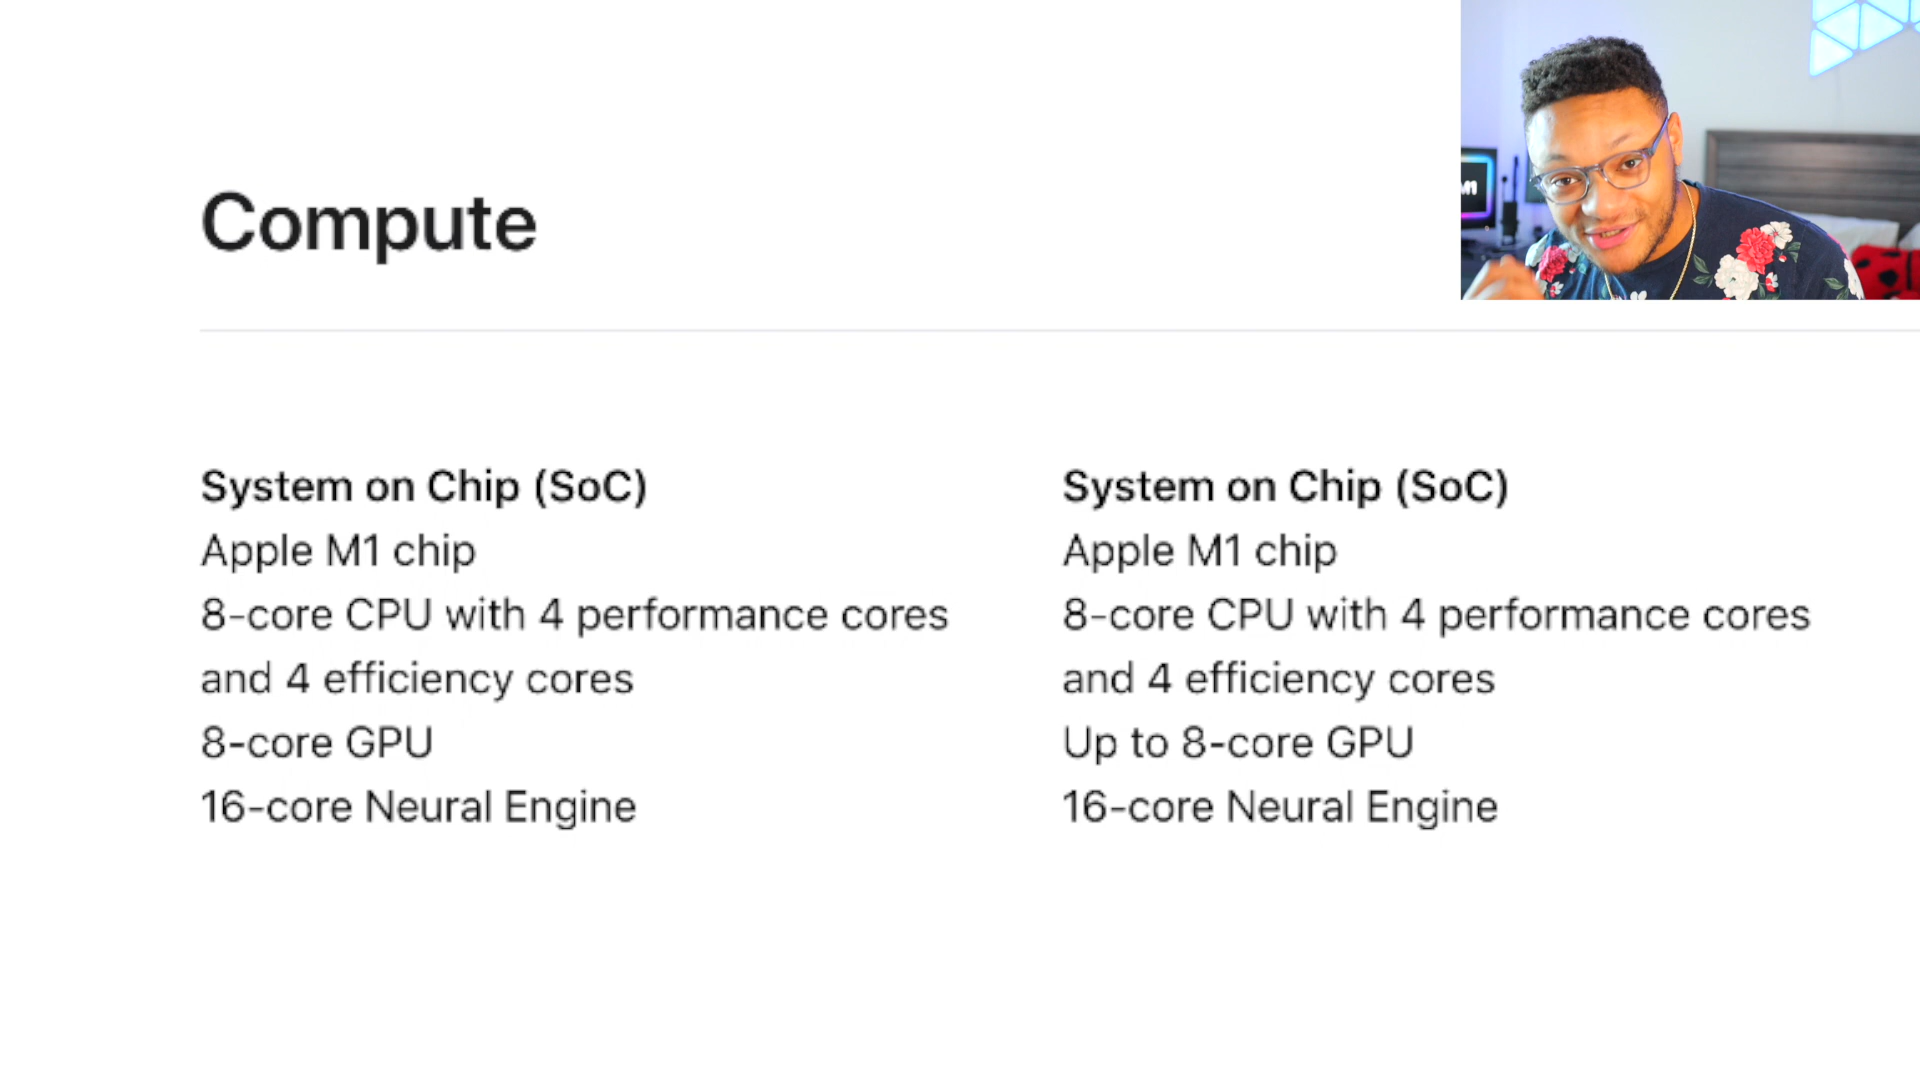 Compute
System on Chip (SoC)
Apple M1 chip
8-core CPU with 4 performance cores
and 4 efficiency cores
8-core GPU
16-core Neural Engine
System on Chip (SoC)
Apple M1 chip
8-core CPU with 4 performance cores
and 4 efficiency cores
Up to 8-core GPU
16-core Neural Engine